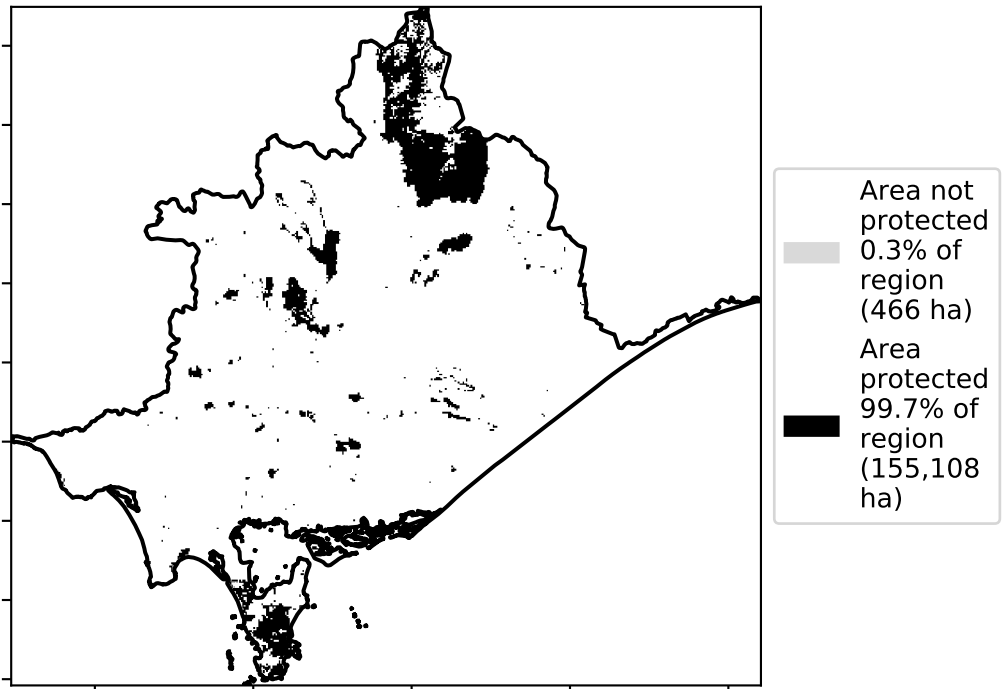 Area not
protected
0.3% of
region
(466 ha)
Area
protected
99.7% of
region
(155,108
ha)